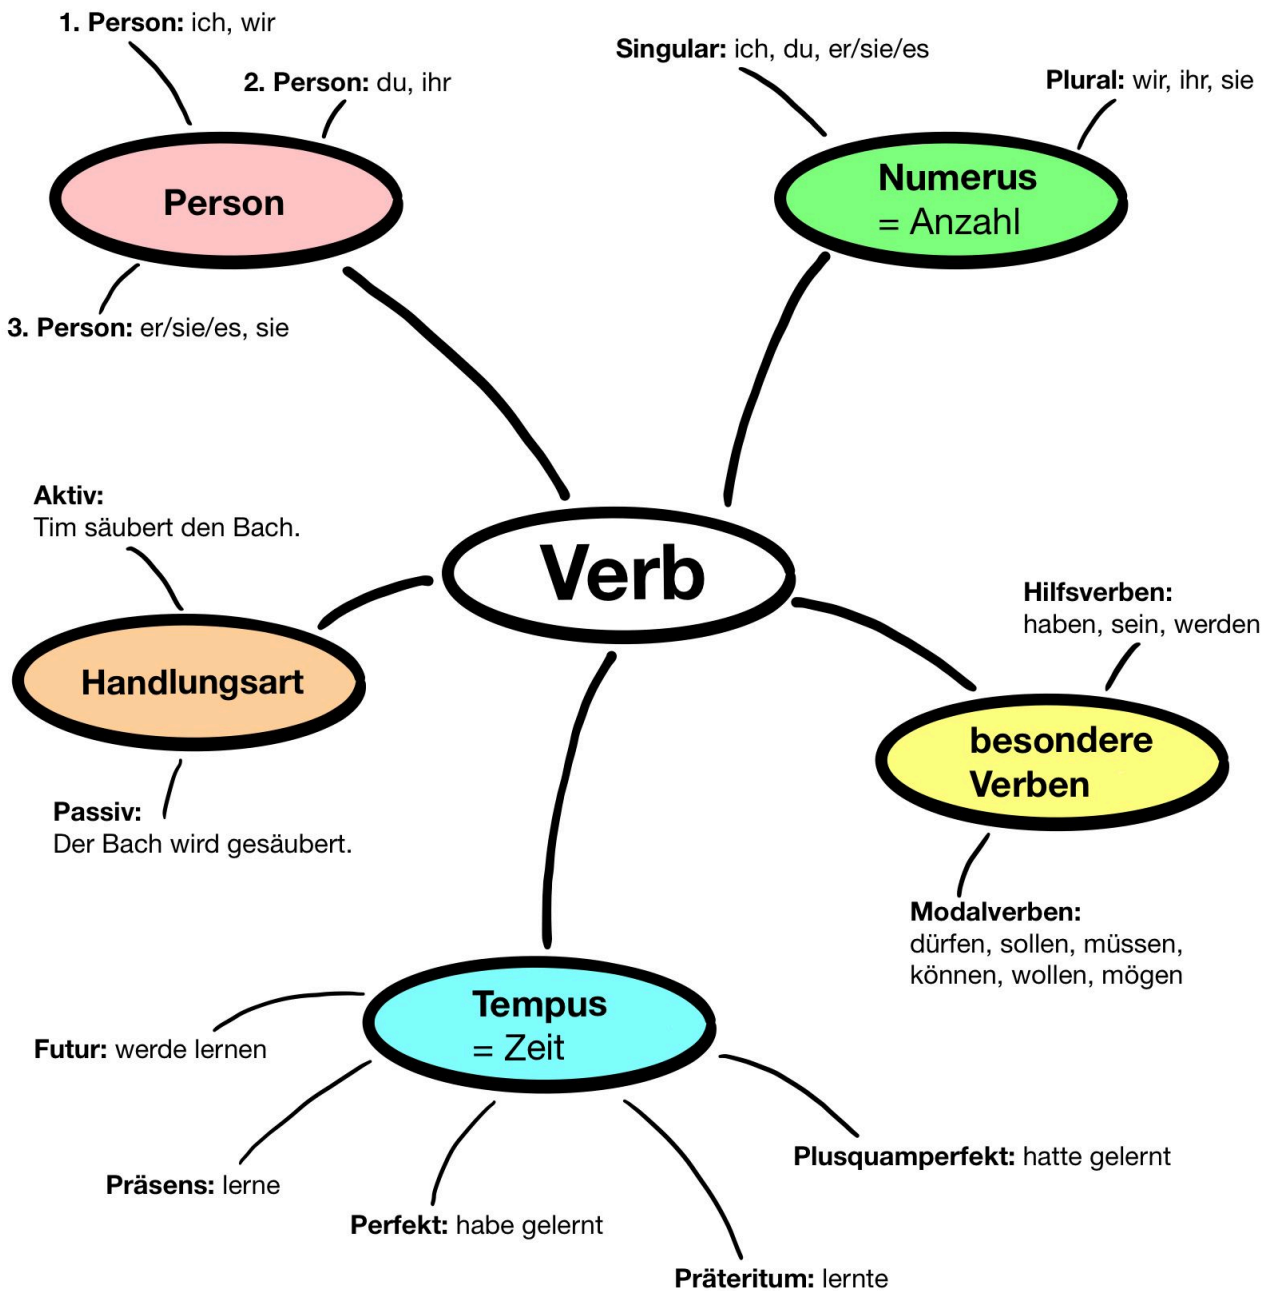 1. Person: ich, wir
2. Person: du, ihr
Person
3. Person: er/sie/es, sie
Singular: ich, du, er/sie/es
Plural: wir, ihr, sie
Numerus
= Anzahl
Verb
Aktiv:
Tim säubert den Bach.
Handlungsart
Passiv:
Der Bach wird gesäubert.
Hilfsverben:
haben, sein, werden
besondere
Verben
Modalverben:
dürfen, sollen, müssen,
können, wollen, mögen
Tempus
= Zeit
Futur: werde lernen
Präsens: lerne
Perfekt: habe gelernt
Präteritum: lernte
Plusquamperfekt: hatte gelernt